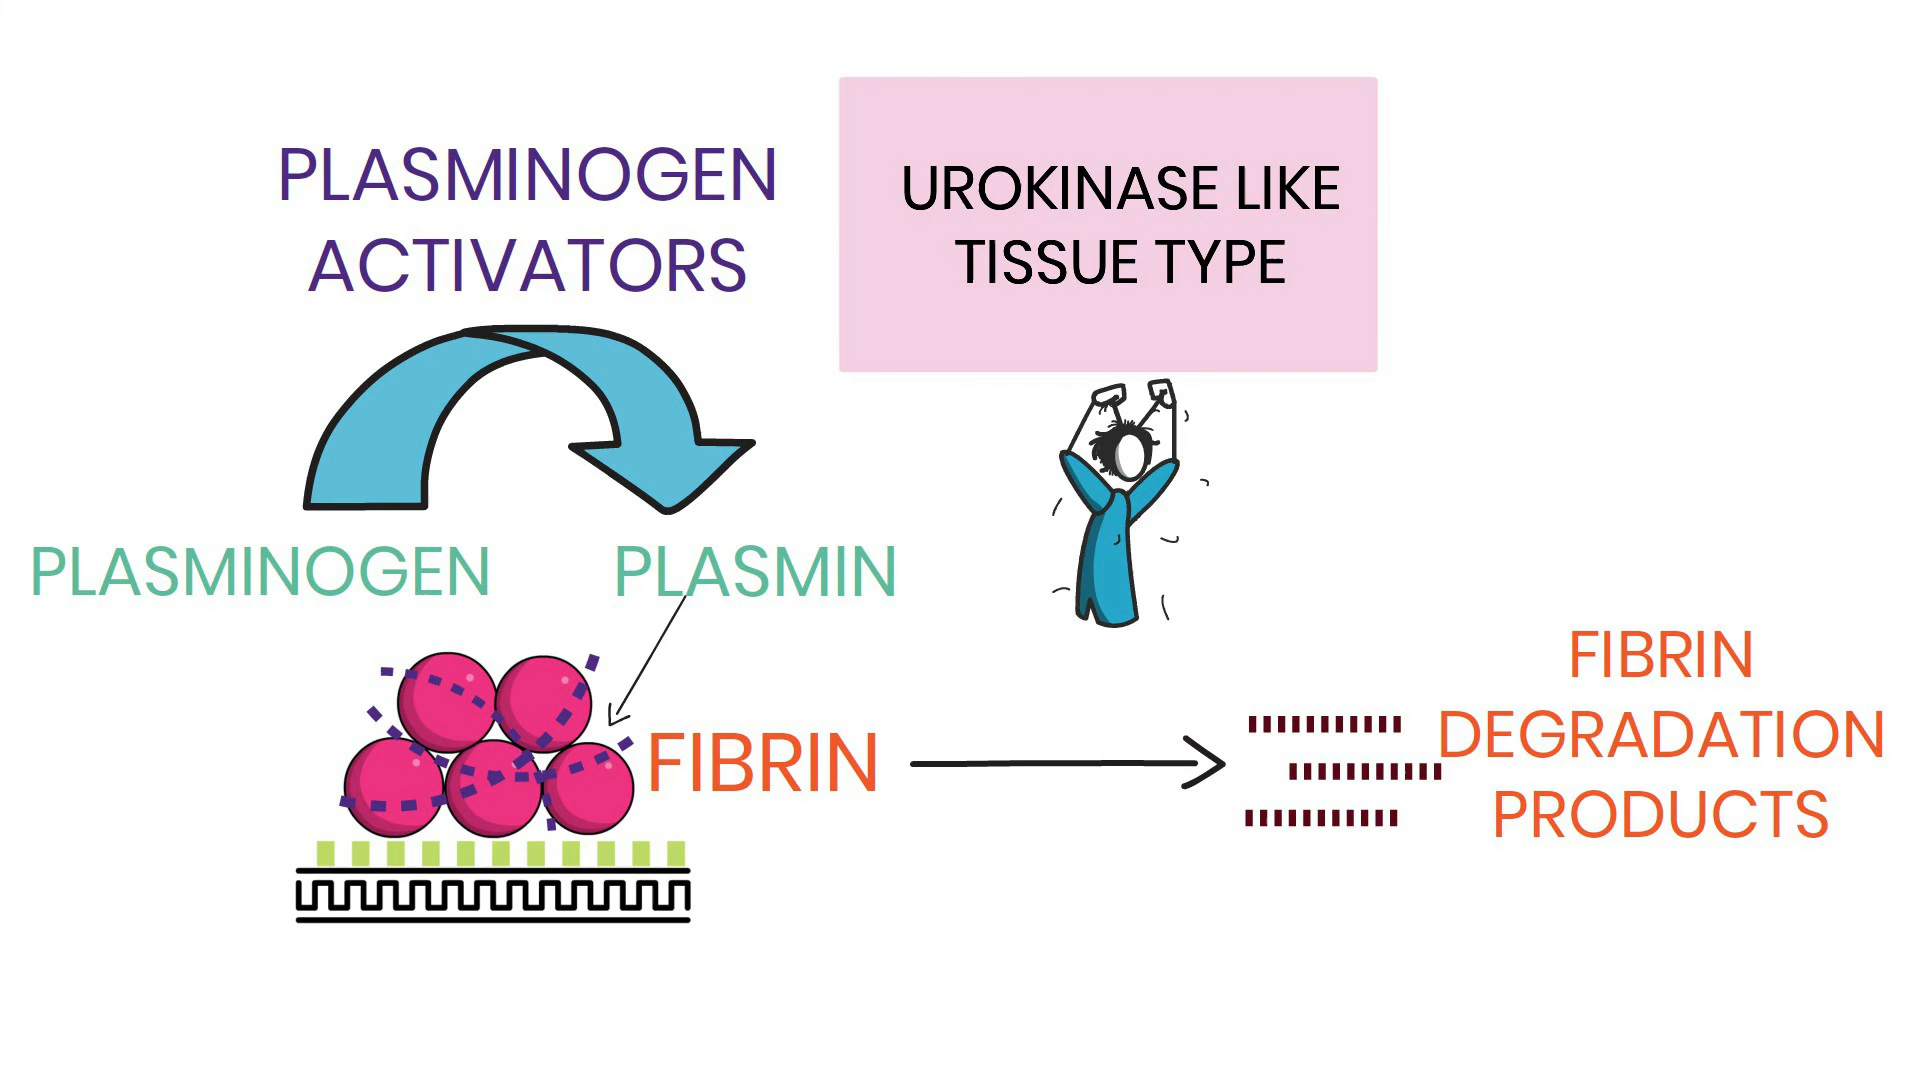 PLASMINOGEN
ACTIVATORS
UROKINASE LIKE
TISSUE TYPE
PLASMINOGEN
PLASMIN
FIBRIN
FIBRIN
DEGRADATION
PRODUCTS